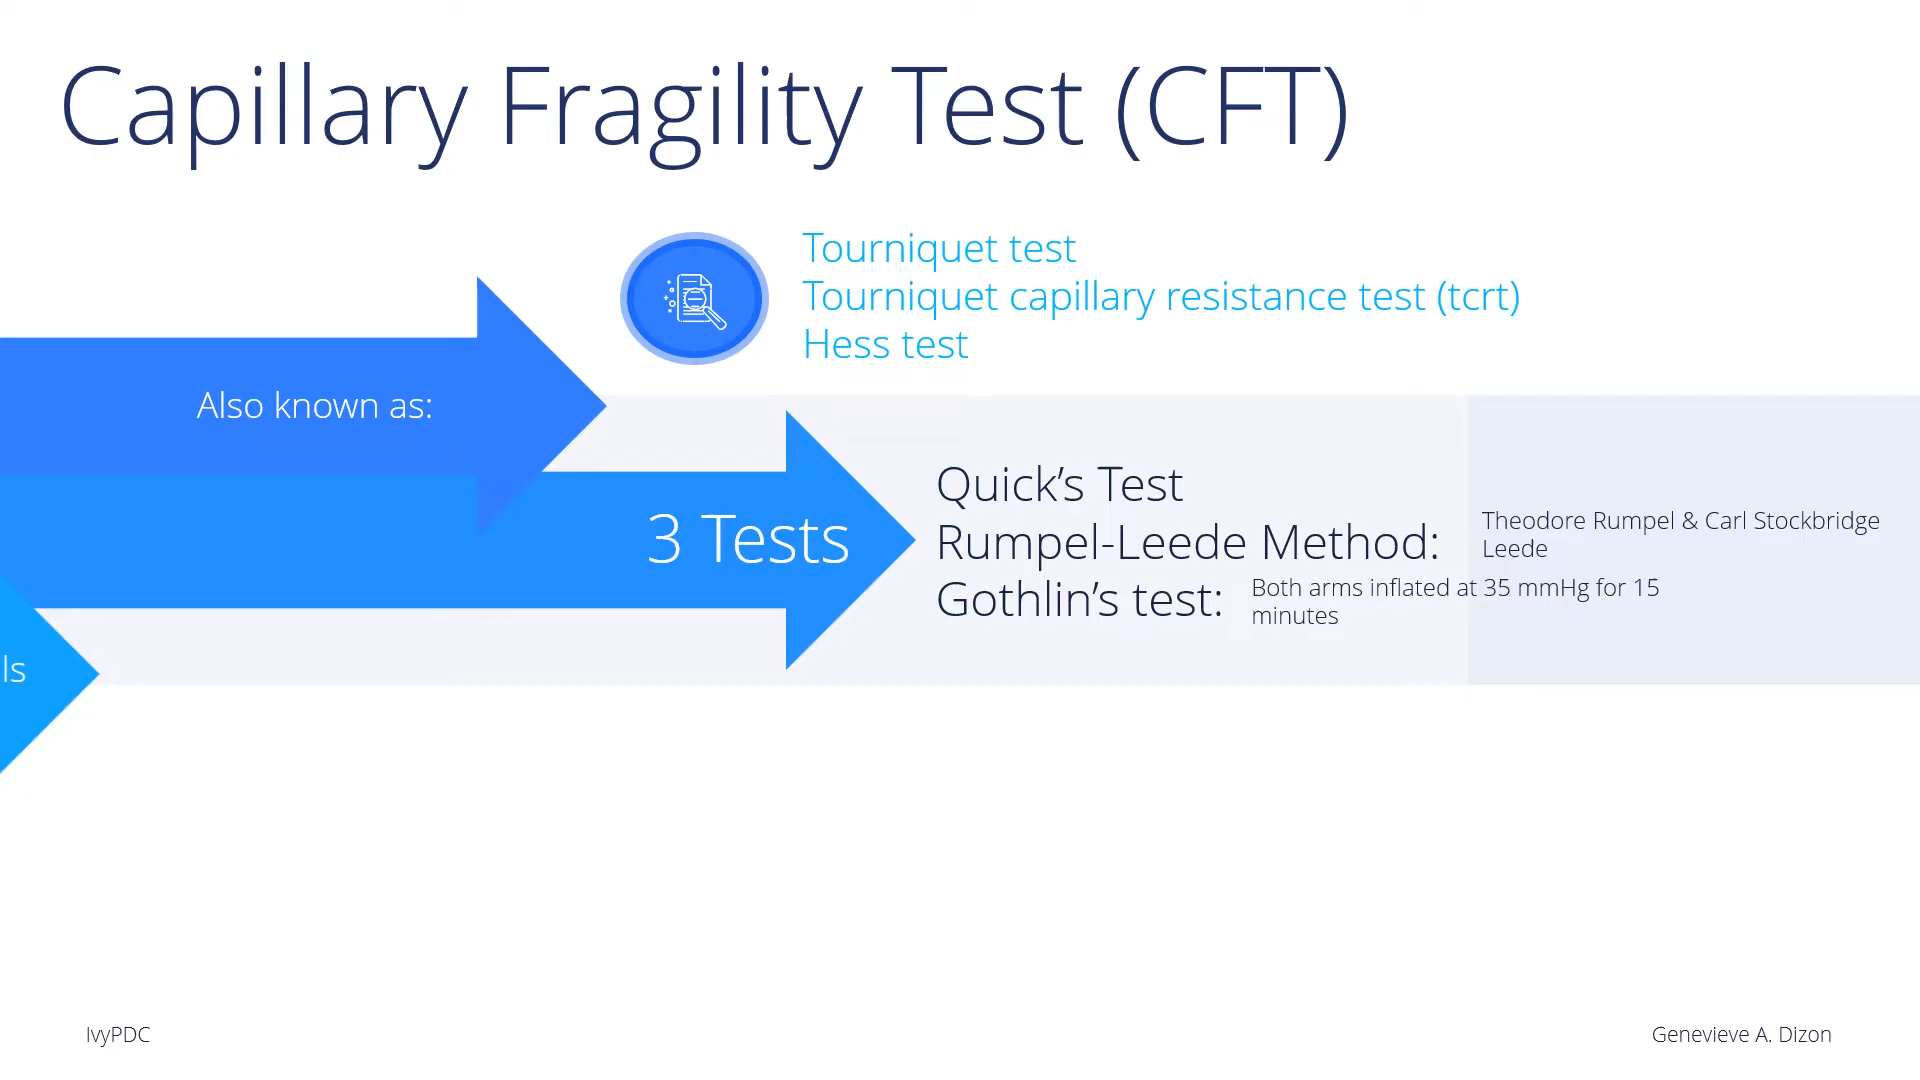 Capillary Fragility Test (CFT)
Tourniquet test
Tourniquet capillary resistance test (tcrt)
Hess test
Also known as:
3 Tests
Quick’s Test
Rumpel-Leede Method:
Theodore Rumpel & Carl Stockbridge
Leede
Gothlin’s test:
Both arms inflated at 35 mmHg for 15
minutes
ls
IvyPDC
Genevieve A. Dizon